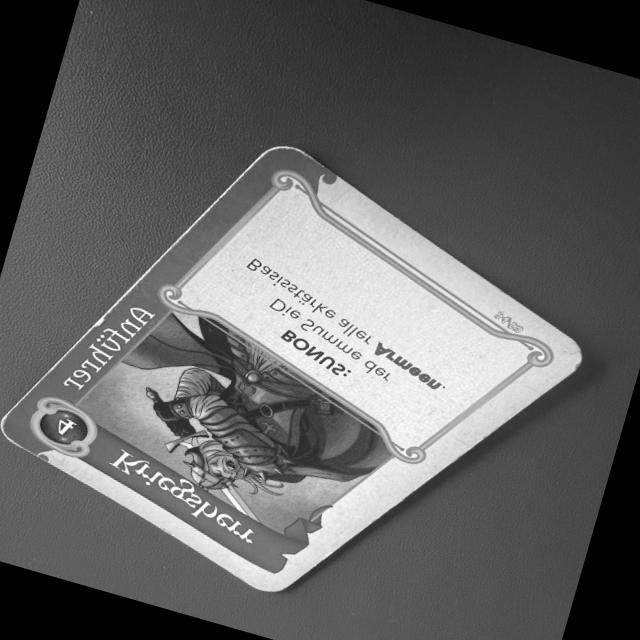 4
Kriegsherr
Anführer
BONUS:
Die Summe der
Basisstärke aller Armeen.